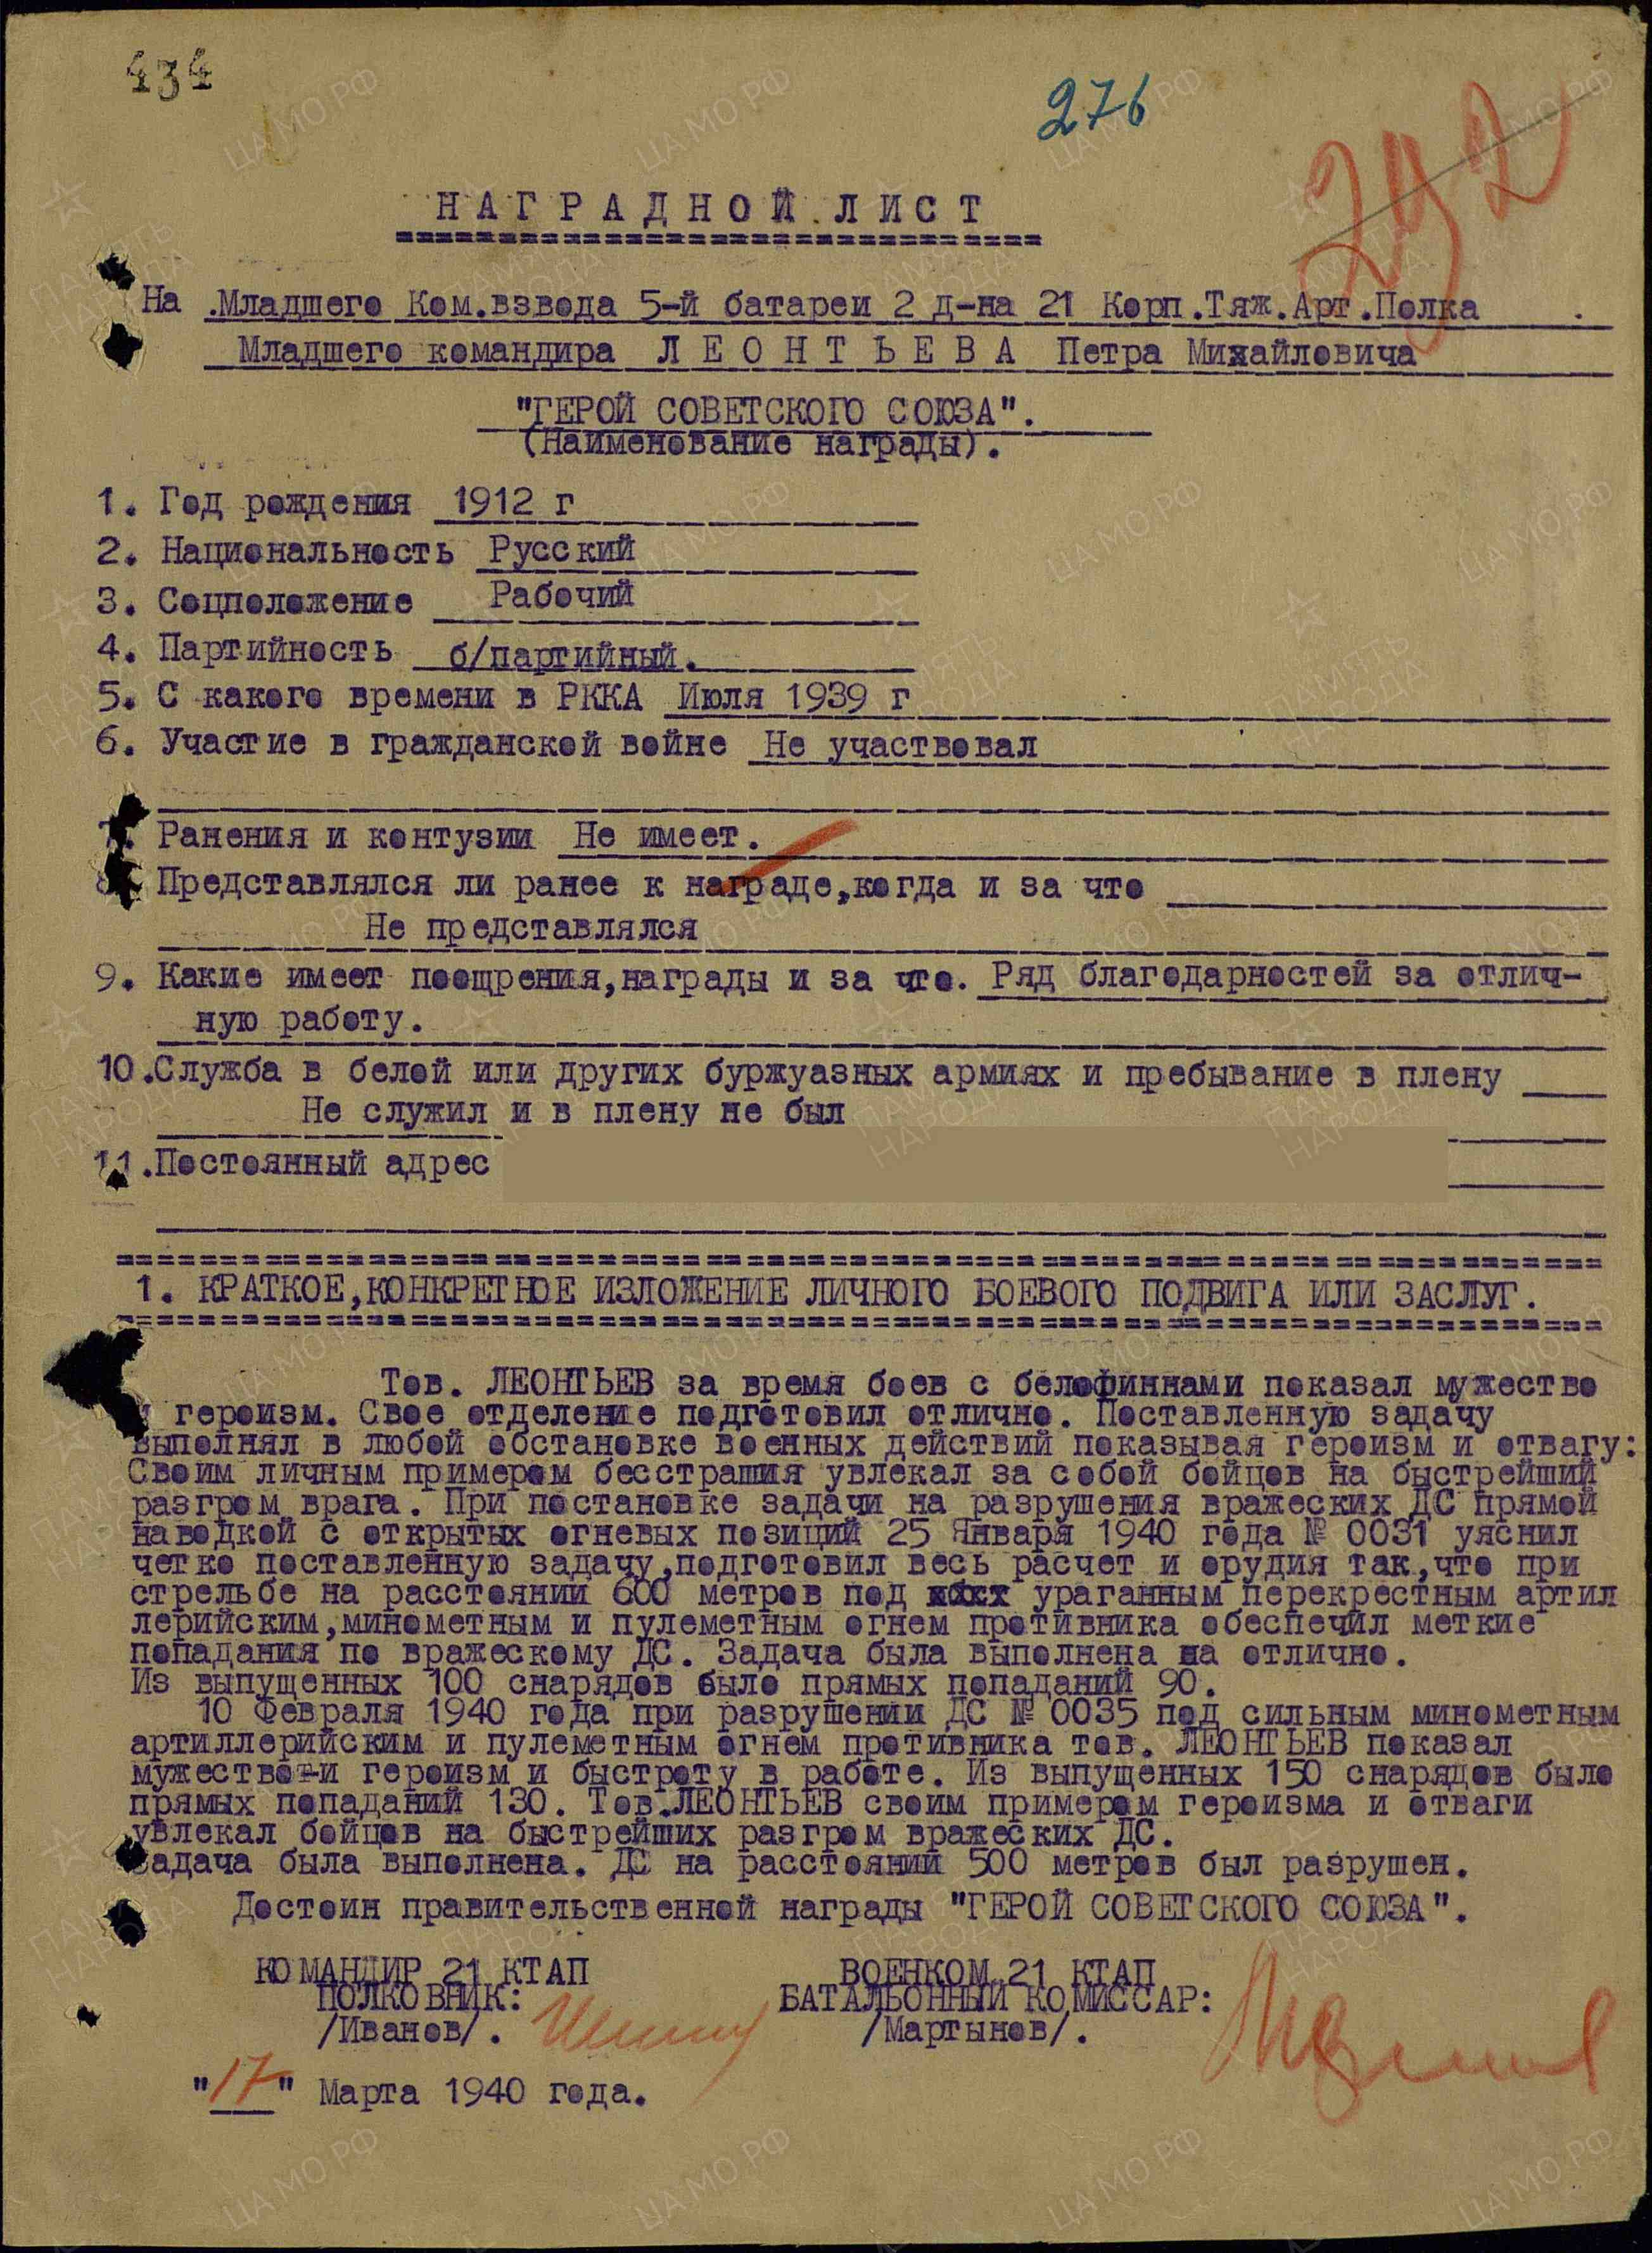 434
276
292
НАГРАДНОЙ ЛИСТ
На Младшего Ком.взвода 5-й батареи 2 д-на 21 Корп.Тяж.Арт.Полка
Младшего командира ЛЕОНТЬЕВА Петра Михайловича
"ГЕРОЙ СОВЕТСКОГО СОЮЗА".
(Наименование награды).
1. Год рождения 1912 г
2. Национальность Русский
3. Соцположение Рабочий
4. Партийность б/партийный.
5. С какого времени в РККА Июля 1939 г
6. Участие в гражданской войне Не участвовал
7. Ранения и контузии Не имеет.
8. Представлялся ли ранее к награде,когда и за что
Не представлялся
9. Какие имеет поощрения,награды и за что. Ряд благодарностей за отлич-
ную работу.
10.Служба в белой или других буржуазных армиях и пребывание в плену
Не служил и в плену не был
11.Постоянный адрес
1. КРАТКОЕ,КОНКРЕТНОЕ ИЗЛОЖЕНИЕ ЛИЧНОГО БОЕВОГО ПОДВИГА ИЛИ ЗАСЛУГ.
Тов. ЛЕОНТЬЕВ за время боев с белофиннами показал мужество
и героизм. Свое отделение подготовил отлично. Поставленную задачу
выполнял в любой обстановке военных действий показывая героизм и отвагу:
Своим личным примером бесстрашия увлекал за собой бойцов на быстрейший
разгром врага. При постановке задачи на разрушения вражеских ДС прямой
наводкой с открытых огневых позиций 25 Января 1940 года № 0031 уяснил
четко поставленную задачу,подготовил весь расчет и орудия так,что при
стрельбе на расстоянии 600 метров под ураганным перекрестным артил
лерийским,минометным и пулеметным огнем противника обеспечил меткие
попадания по вражескому ДС. Задача была выполнена на отлично.
Из выпущенных 100 снарядов было прямых попаданий 90.
10 Февраля 1940 года при разрушении ДС № 0035 под сильным минометным
артиллерийским и пулеметным огнем противника тов. ЛЕОНТЬЕВ показал
мужество-и героизм и быстроту в работе. Из выпущенных 150 снарядов было
прямых попаданий 130. Тов.ЛЕОНТЬЕВ своим примером героизма и отваги
увлекал бойцов на быстрейших разгром вражеских ДС.
Задача была выполнена. ДС на расстоянии 500 метров был разрушен.
Достоин правительственной награды "ГЕРОЙ СОВЕТСКОГО СОЮЗА".
КОМАНДИР 21 КТАП ВОЕНКОМ 21 КТАП
ПОЛКОВНИК: БАТАЛЬОННЫЙ КОМИССАР:
/Иванов/. /Мартынов/.
"17" Марта 1940 года.